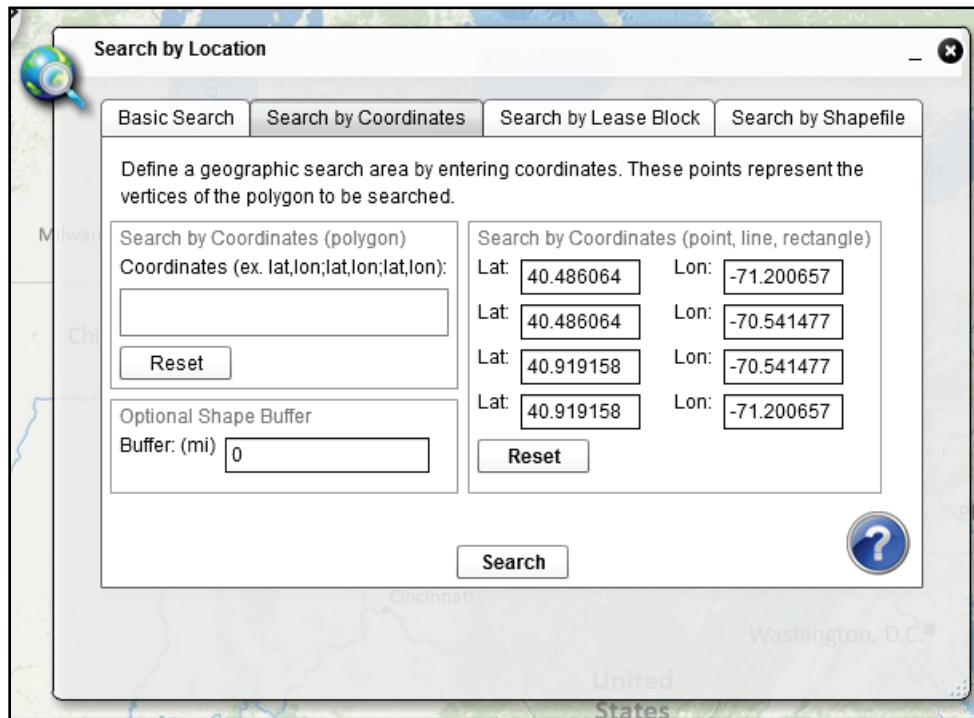 Search by Location
Basic Search
Search by Coordinates
Search by Lease Block
Search by Shapefile
Define a geographic search area by entering coordinates. These points represent the
vertices of the polygon to be searched.
Search by Coordinates (polygon)
Coordinates (ex. lat,lon;lat,lon;lat,lon):
Reset
Optional Shape Buffer
Buffer: (mi) 0
Search by Coordinates (point, line, rectangle)
Lat: 40.486064 Lon: -71.200657
Lat: 40.486064 Lon: -70.541477
Lat: 40.919158 Lon: -70.541477
Lat: 40.919158 Lon: -71.200657
Reset
?
Search
Cincinnati
Washington, D.C.
United
States